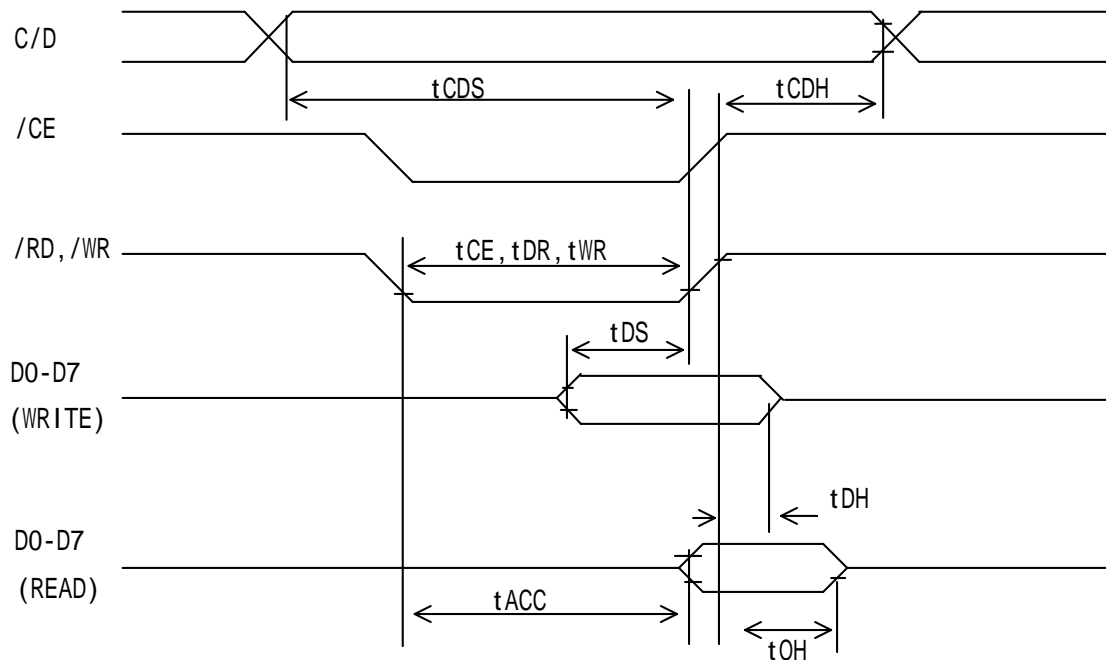 C/D
tCDS
tCDH
/CE
/RD,/WR
tCE,tDR,tWR
tDS
D0-D7
(WRITE)
tDH
D0-D7
(READ)
tACC
tOH